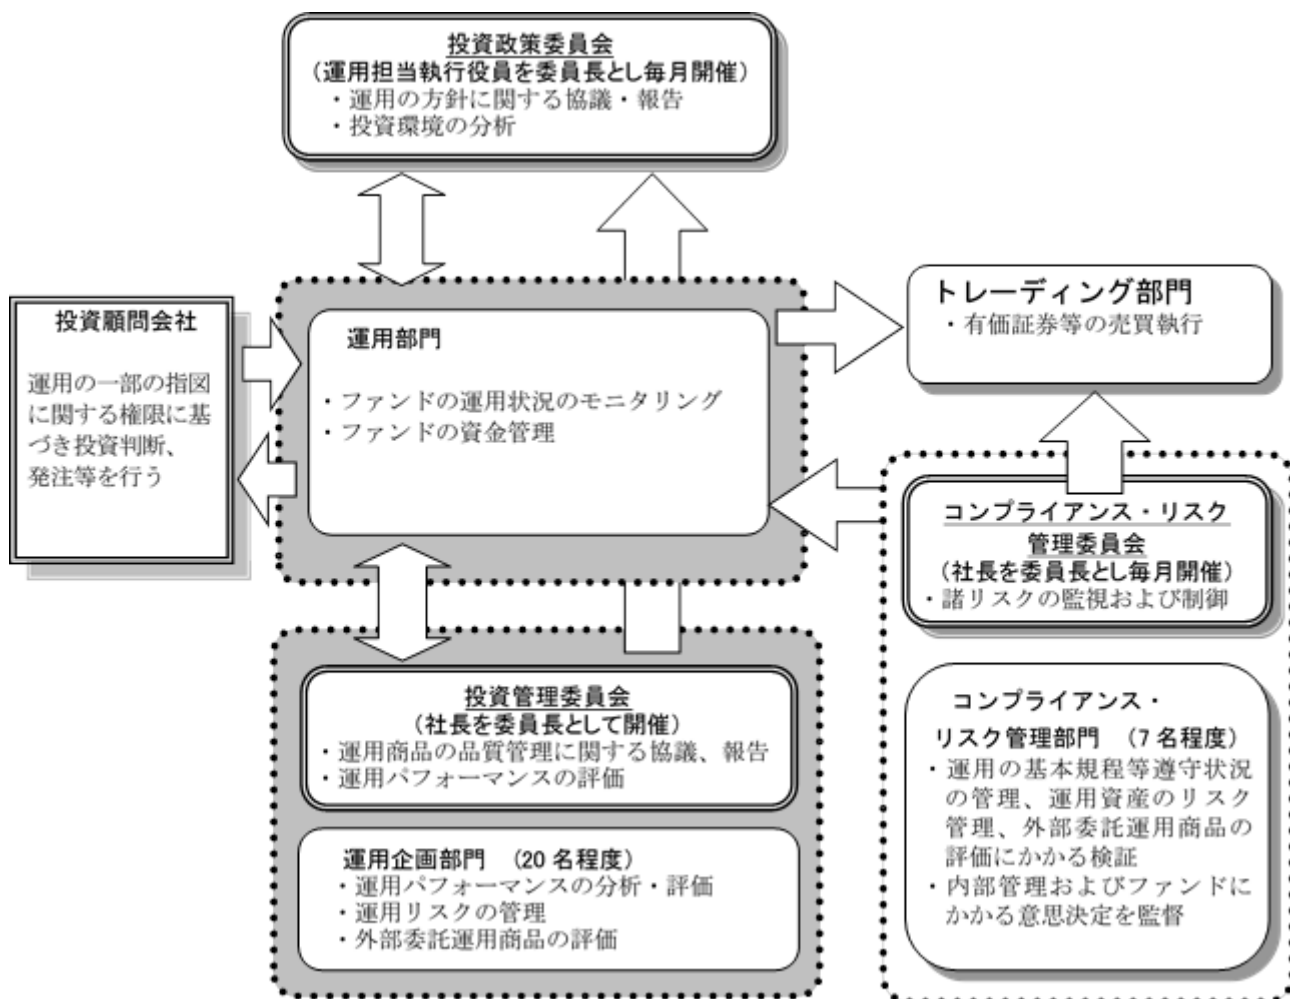 投資政策委員会
(運用担当執行役員を委員長とし毎月開催)
・運用の方針に関する協議・報告
・投資環境の分析
投資顧問会社
運用の一部の指図
に関する権限に基
づき投資判断、
発注等を行う
運用部門
・ファンドの運用状況のモニタリング
・ファンドの資金管理
トレーディング部門
・有価証券等の売買執行
コンプライアンス・リスク
管理委員会
(社長を委員長とし毎月開催)
・諸リスクの監視および制御
投資管理委員会
(社長を委員長として開催)
・運用商品の品質管理に関する協議、報告
・運用パフォーマンスの評価
運用企画部門 (20名程度)
・運用パフォーマンスの分析・評価
・運用リスクの管理
・外部委託運用商品の評価
コンプライアンス・
リスク管理部門 (7名程度)
・運用の基本規程等遵守状況
の管理、運用資産のリスク
管理、外部委託運用商品の
評価にかかる検証
・内部管理およびファンドに
かかる意思決定を監督